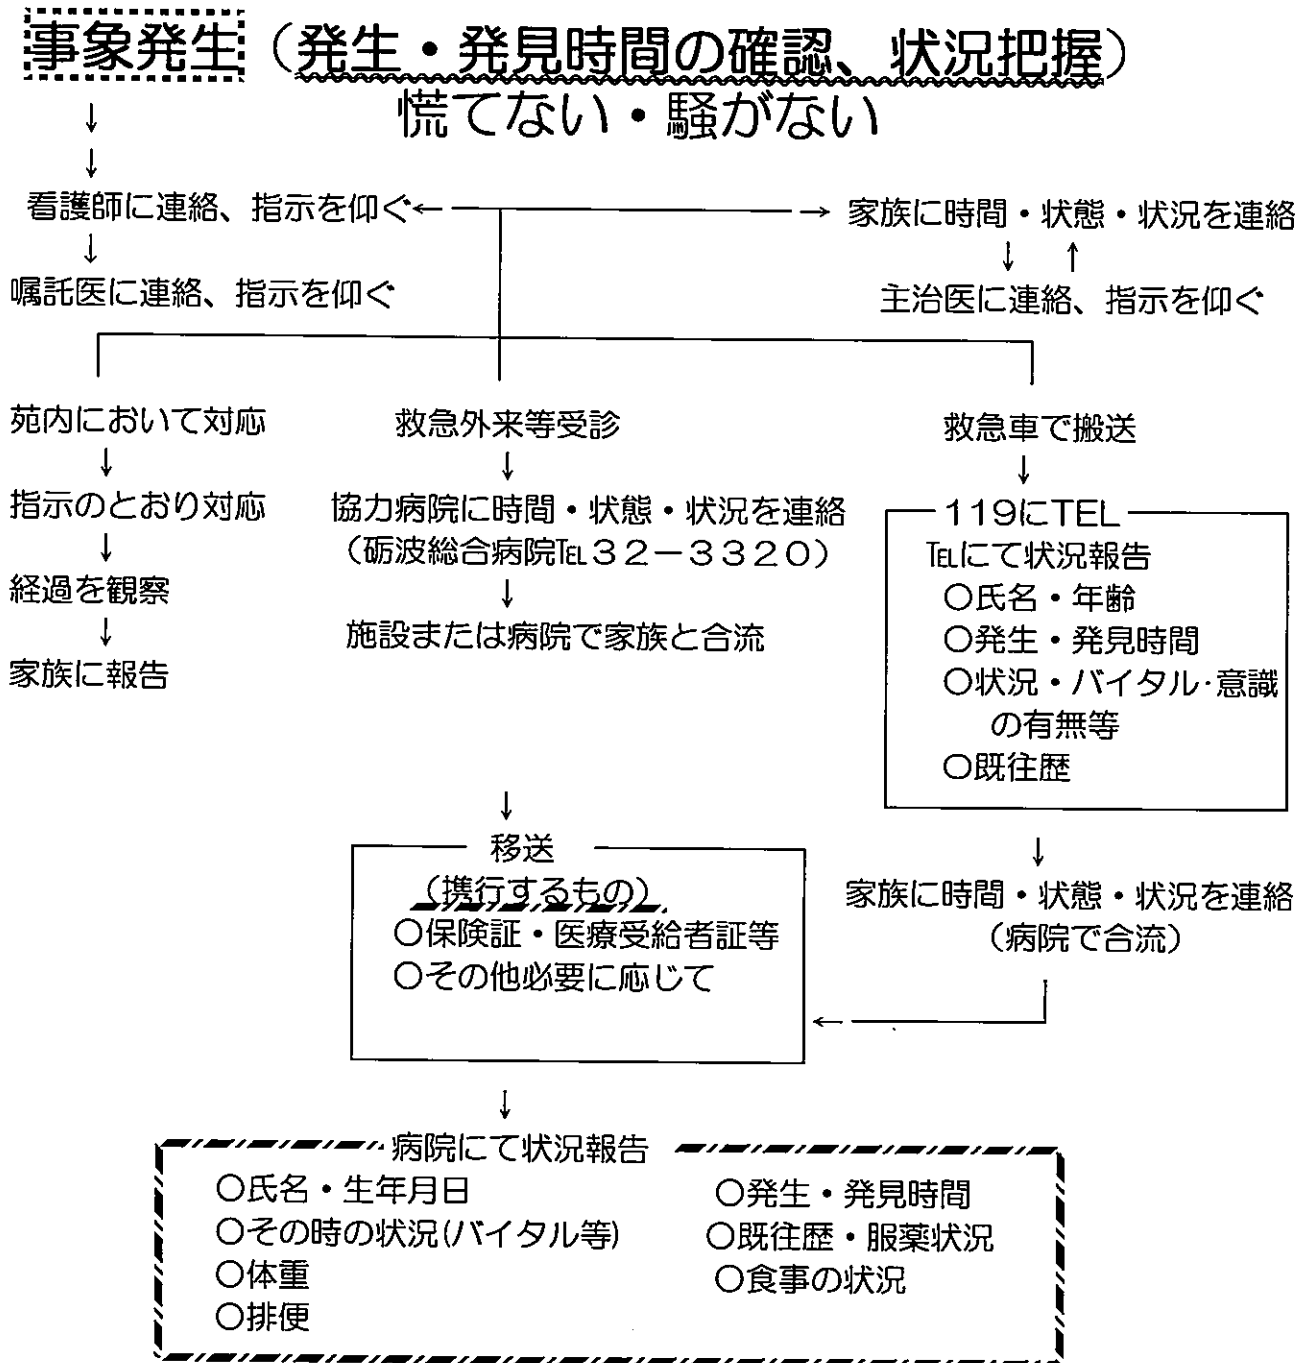 事象発生（発生・発見時間の確認、状況把握）
慌てない・騒がない
↓
↓
看護師に連絡、指示を仰ぐ← → 家族に時間・状態・状況を連絡
↓ ↓ ↑
嘱託医に連絡、指示を仰ぐ 主治医に連絡、指示を仰ぐ
苑内において対応
↓
指示のとおり対応
↓
経過を観察
↓
家族に報告
救急外来等受診
↓
協力病院に時間・状態・状況を連絡
（砺波総合病院℡３２－３３２０）
↓
施設または病院で家族と合流
救急車で搬送
↓
119にTEL
℡にて状況報告
○氏名・年齢
○発生・発見時間
○状況・バイタル・意識
の有無等
○既往歴
↓
家族に時間・状態・状況を連絡
（病院で合流）
←
↓
移送
（携行するもの）
○保険証・医療受給者証等
○その他必要に応じて
↓
病院にて状況報告
○氏名・生年月日
○その時の状況(バイタル等)
○体重
○排便
○発生・発見時間
○既往歴・服薬状況
○食事の状況